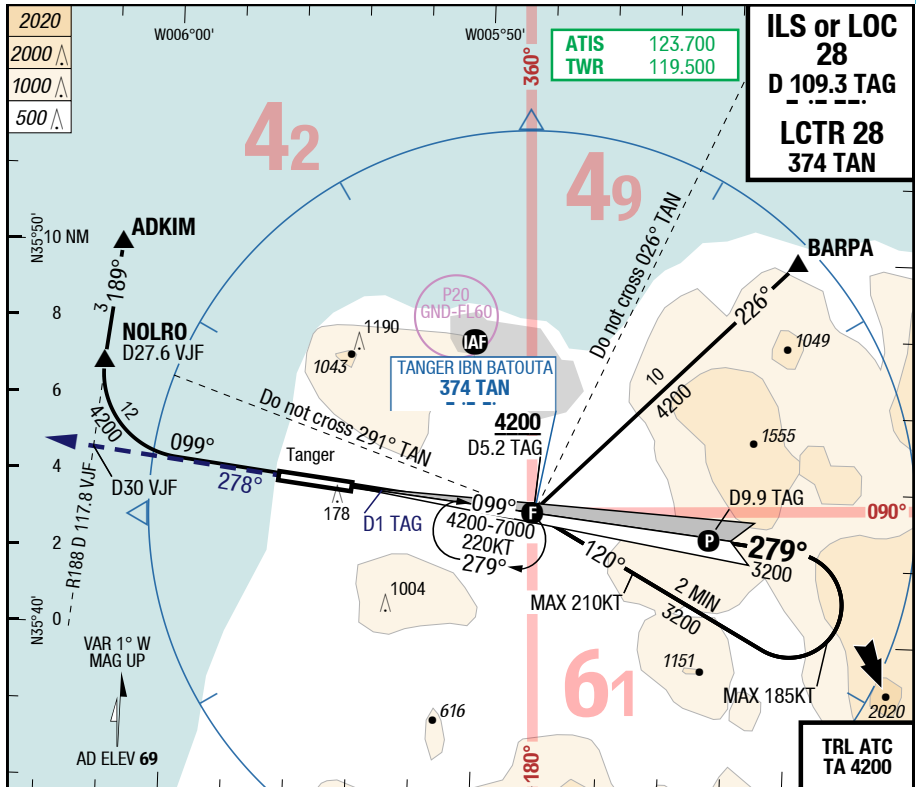 2020
2000
1000
500
W006°00'
W005°50'
ATIS 123.700
TWR 119.500
ILS or LOC
28
D 109.3 TAG
LCTR 28
374 TAN
360°
42
49
N35°50'
10 NM
ADKIM
3
189°
8
NOLRO
D27.6 VJF
6
12
4200
099°
4
278°
D30 VJF
R188 D 117.8 VJF
2
0
N35°40'
P20
GND-FL60
IAF
1190
1043
TANGER IBN BATOUTA
374 TAN
Do not cross 026° TAN
BARPA
226°
10
4200
1049
1555
Do not cross 291° TAN
4200
D5.2 TAG
Tanger
178
D1 TAG
099°
4200-7000
220KT
279°
F
D9.9 TAG
P
090°
279°
3200
120°
MAX 210KT
2 MIN
3200
1004
1151
MAX 185KT
61
616
2020
VAR 1° W
MAG UP
AD ELEV 69
180°
TRL ATC
TA 4200